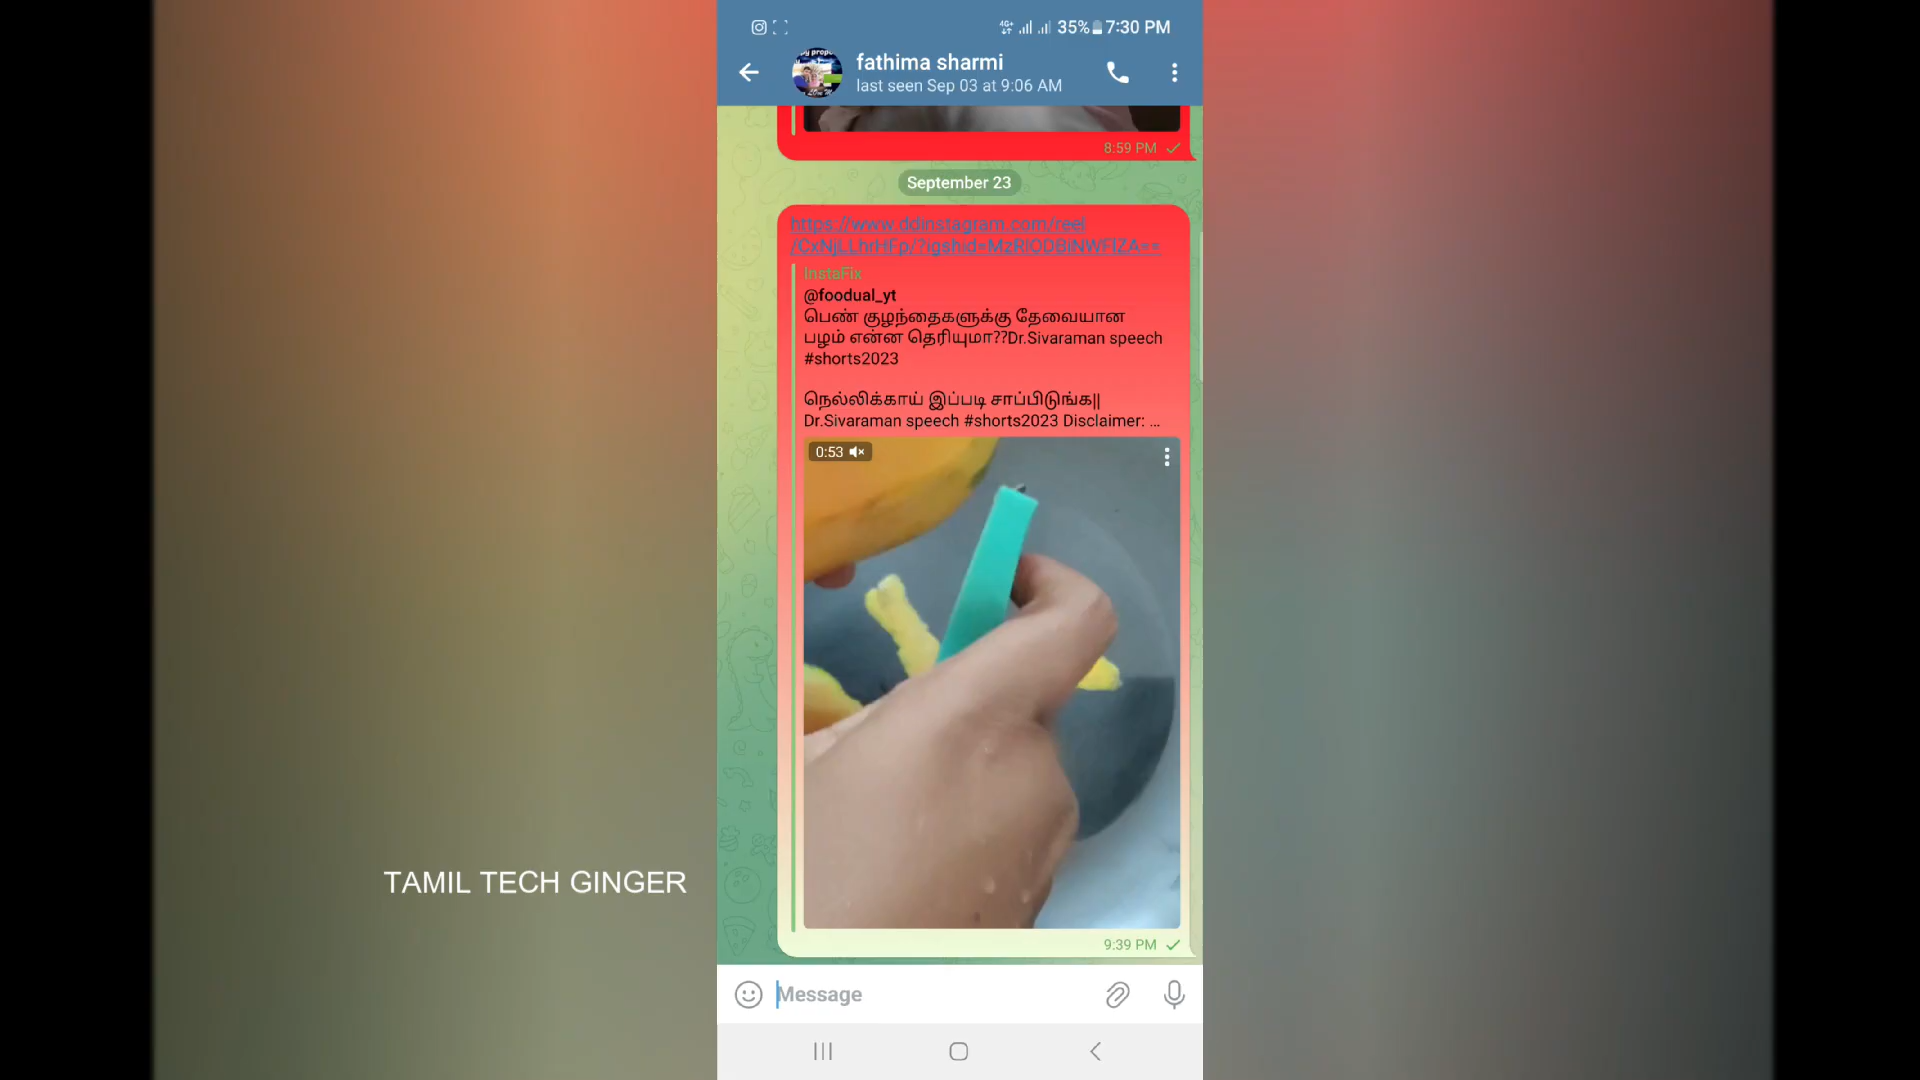 35% 7:30 PM
fathima sharmi
last seen Sep 03 at 9:06 AM
8:59 PM
September 23
https://www.ddinstagram.com/reel
/CxNjLLhrHFp/?igshid=MzRlODBiNWFlZA==
InstaFix
@foodual_yt
பெண் குழந்தைகளுக்கு தேவையான
பழம் என்ன தெரியுமா??Dr.Sivaraman speech
#shorts2023
நெல்லிக்காய் இப்படி சாப்பிடுங்க||
Dr.Sivaraman speech #shorts2023 Disclaimer: ...
0:53
9:39 PM
Message
TAMIL TECH GINGER